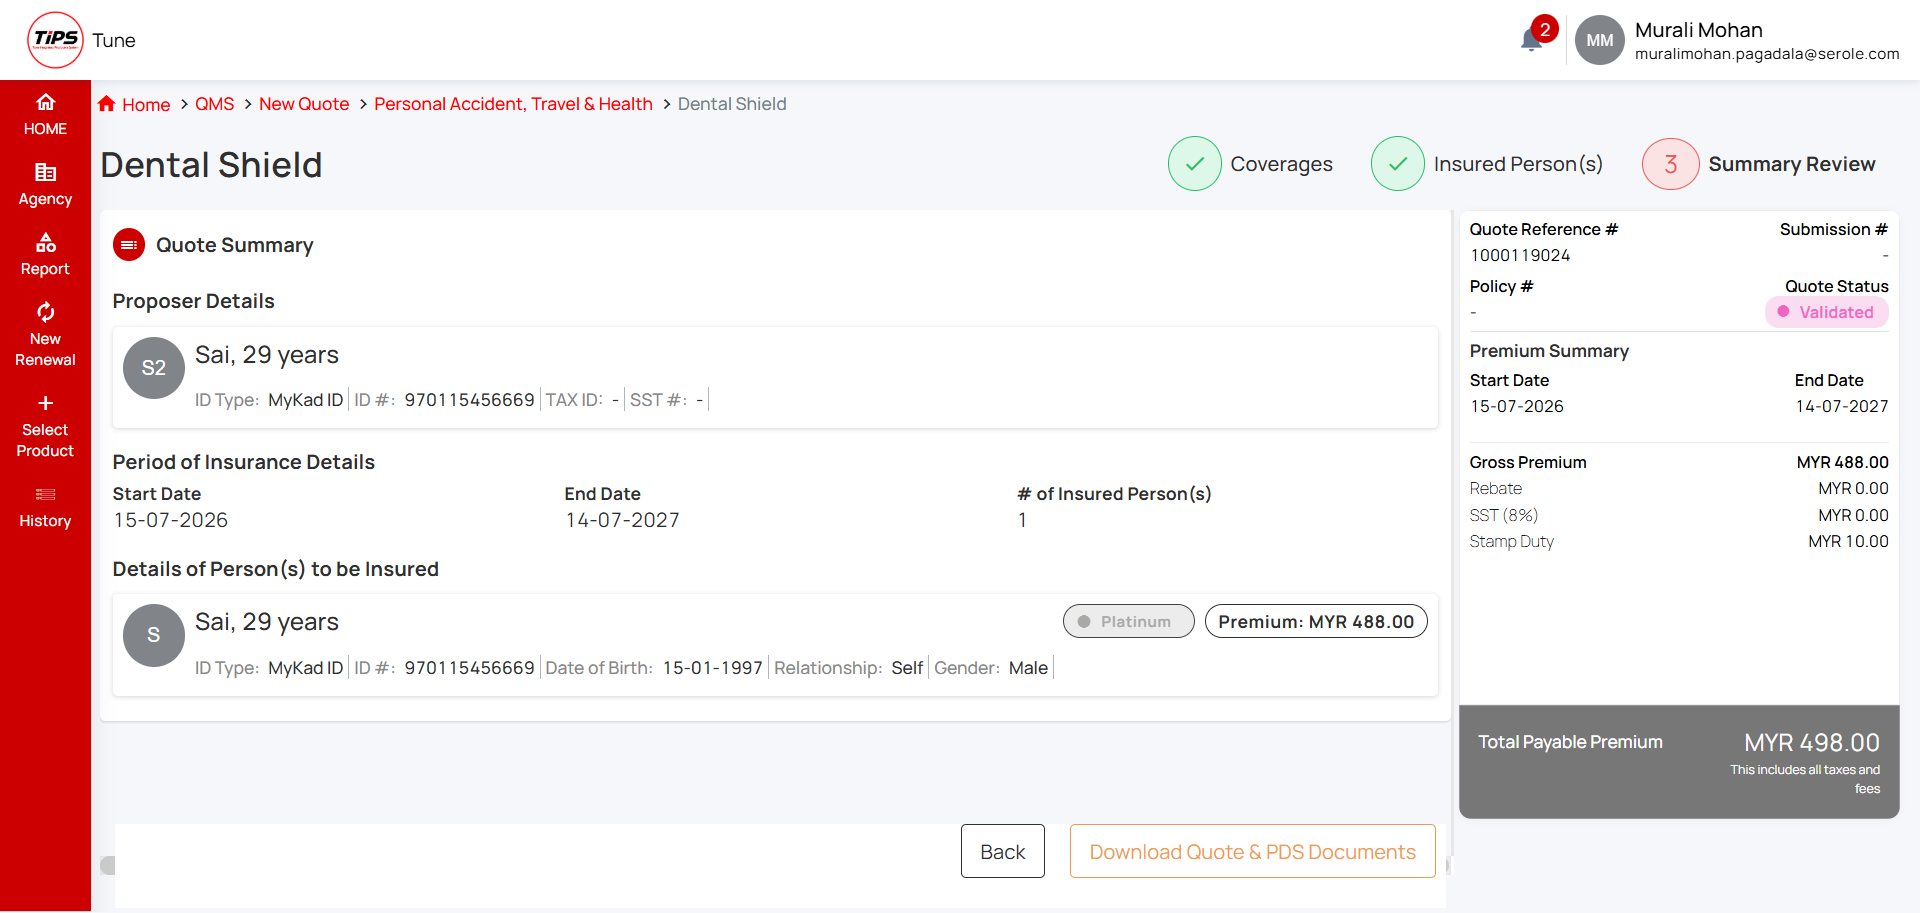 TiPS Tune
2
MM
Murali Mohan
muralimohan.pagadala@serole.com
HOME
Agency
Report
New
Renewal
Select
Product
History
Home > QMS > New Quote > Personal Accident, Travel & Health > Dental Shield
Dental Shield
Coverages
Insured Person(s)
3 Summary Review
Quote Summary
Proposer Details
S2
Sai, 29 years
ID Type: MyKad ID ID #: 970115456669 TAX ID: - SST #: -
Period of Insurance Details
Start Date End Date # of Insured Person(s)
15-07-2026 14-07-2027 1
Details of Person(s) to be Insured
S
Sai, 29 years
Platinum Premium: MYR 488.00
ID Type: MyKad ID ID #: 970115456669 Date of Birth: 15-01-1997 Relationship: Self Gender: Male
Back
Download Quote & PDS Documents
Quote Reference # Submission #
1000119024 -
Policy # Quote Status
- Validated
Premium Summary
Start Date End Date
15-07-2026 14-07-2027
Gross Premium MYR 488.00
Rebate MYR 0.00
SST (8%) MYR 0.00
Stamp Duty MYR 10.00
Total Payable Premium MYR 498.00
This includes all taxes and
fees